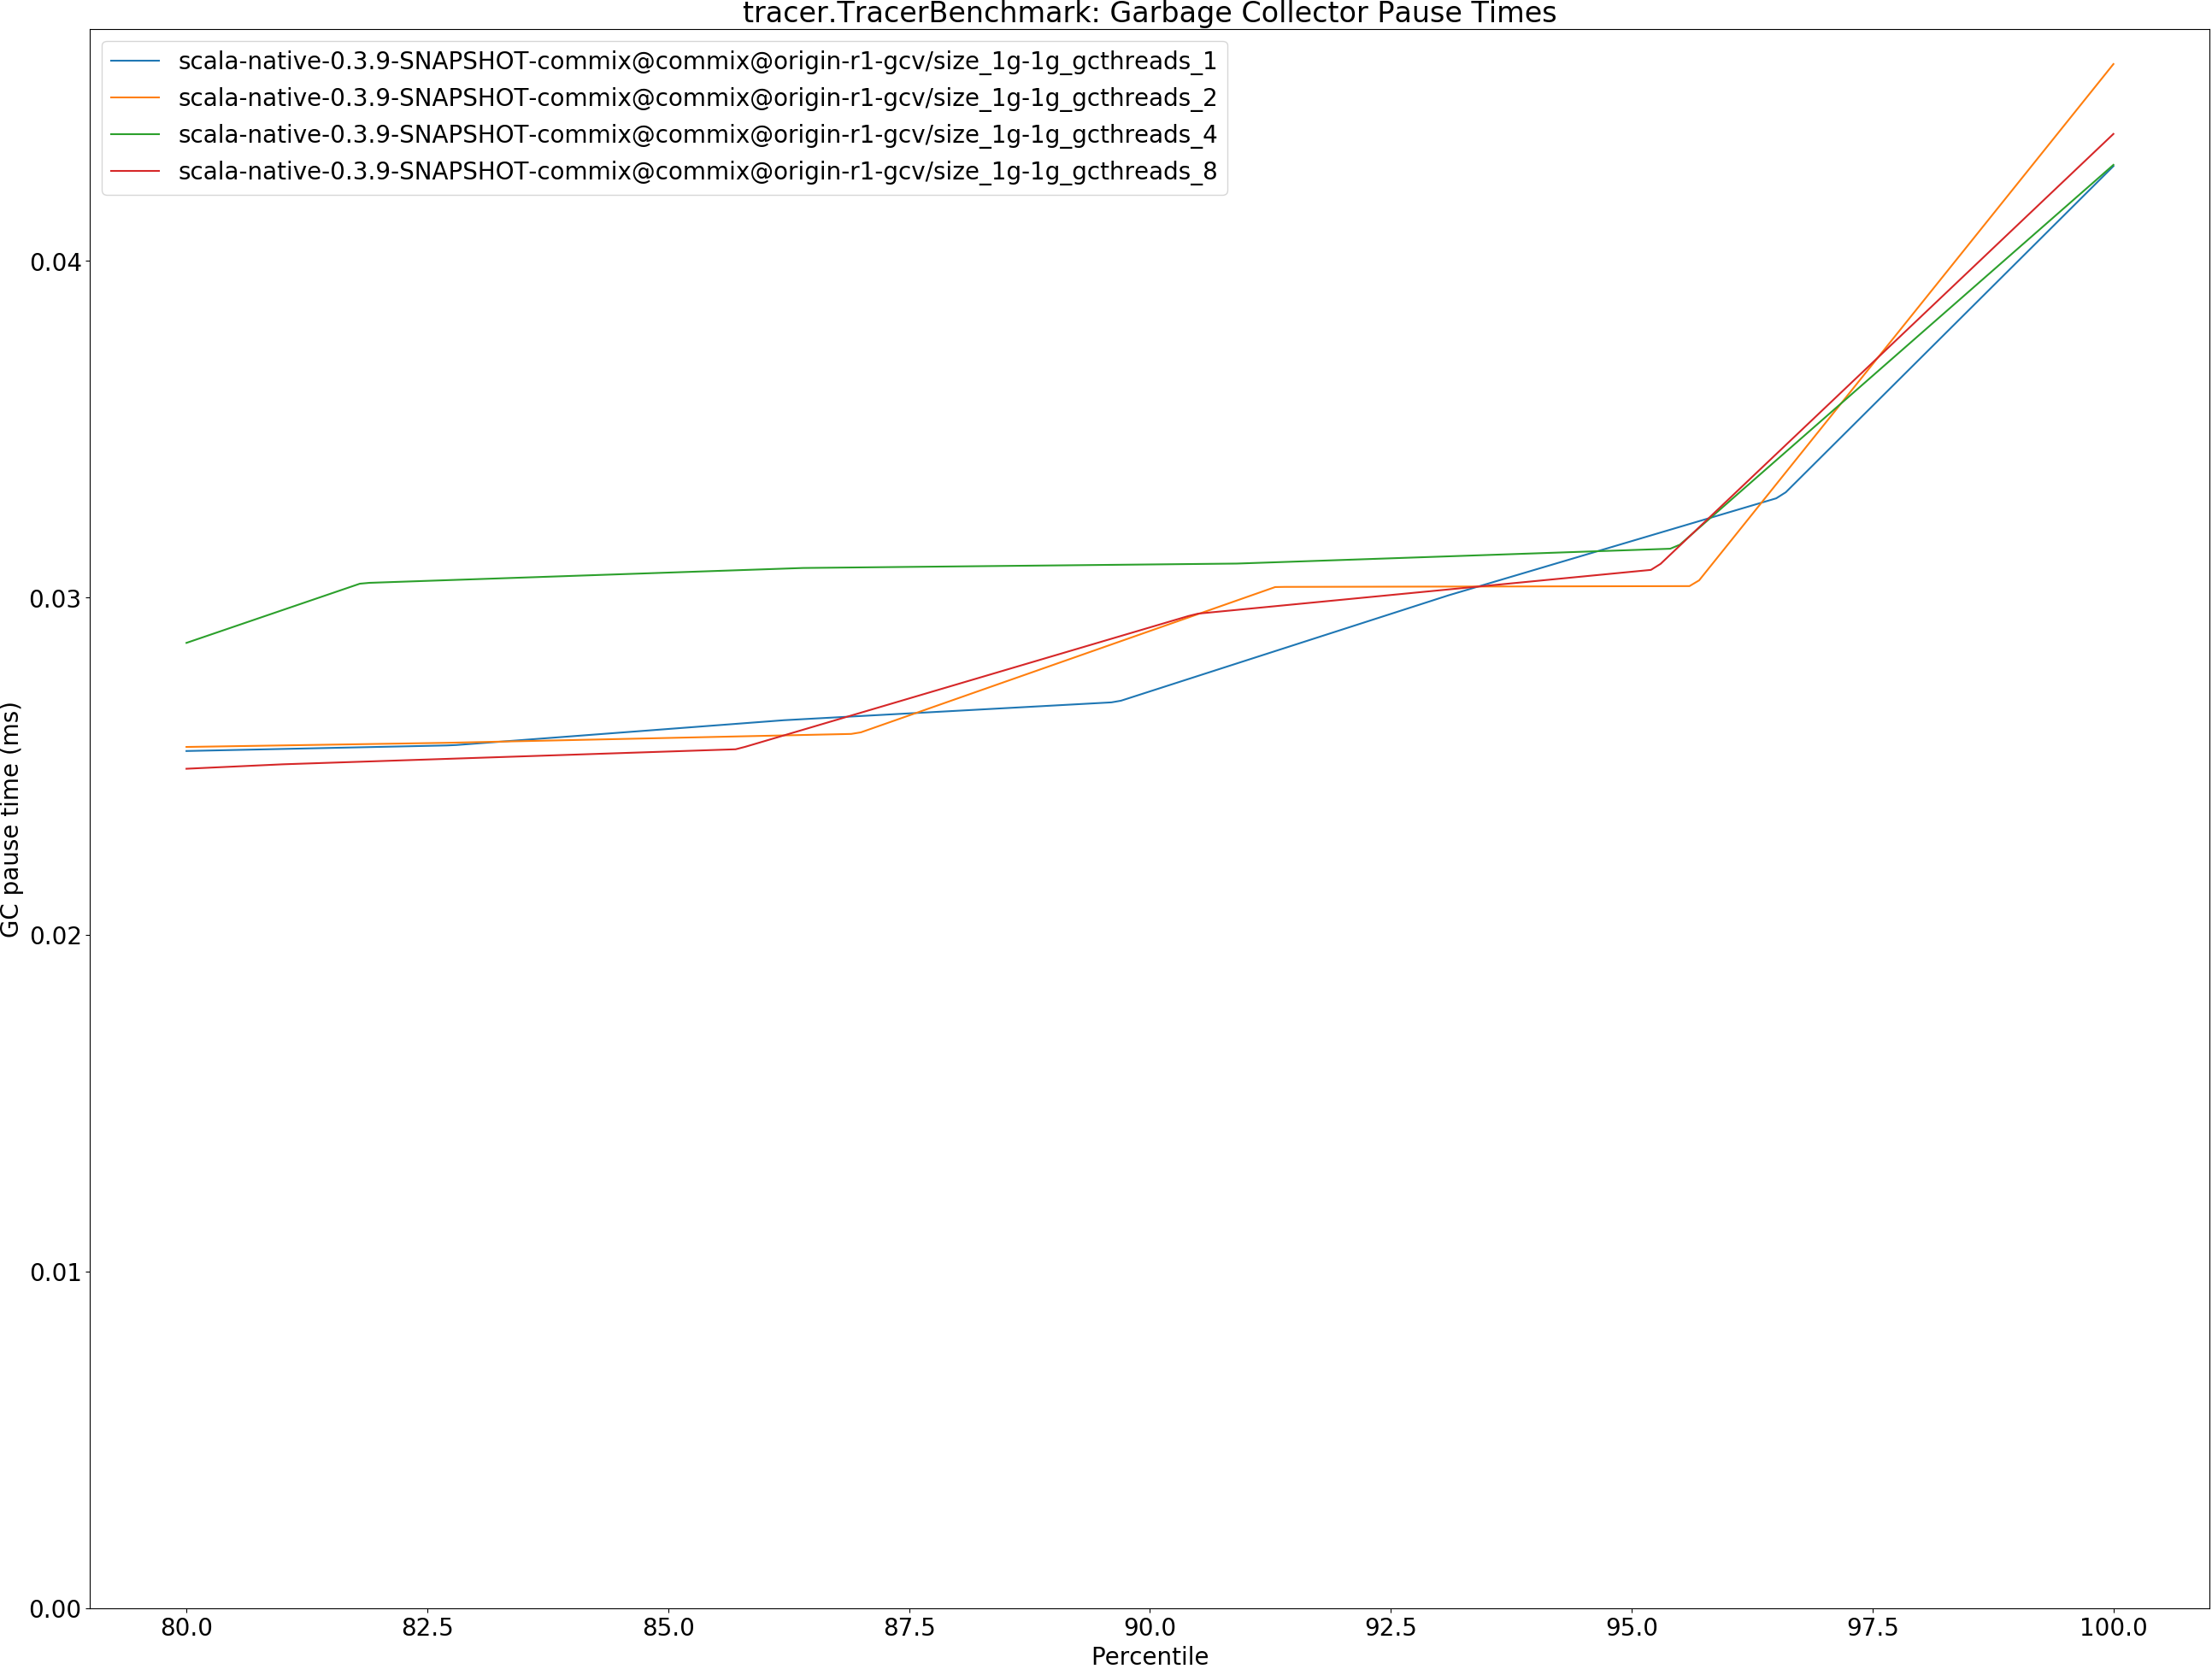 tracer.TracerBenchmark: Garbage Collector Pause Times
scala-native-0.3.9-SNAPSHOT-commix@commix@origin-r1-gcv/size_1g-1g_gcthreads_1
scala-native-0.3.9-SNAPSHOT-commix@commix@origin-r1-gcv/size_1g-1g_gcthreads_2
scala-native-0.3.9-SNAPSHOT-commix@commix@origin-r1-gcv/size_1g-1g_gcthreads_4
scala-native-0.3.9-SNAPSHOT-commix@commix@origin-r1-gcv/size_1g-1g_gcthreads_8
GC pause time (ms)
0.04
0.03
0.02
0.01
0.00
80.0 82.5 85.0 87.5 90.0 92.5 95.0 97.5 100.0
Percentile